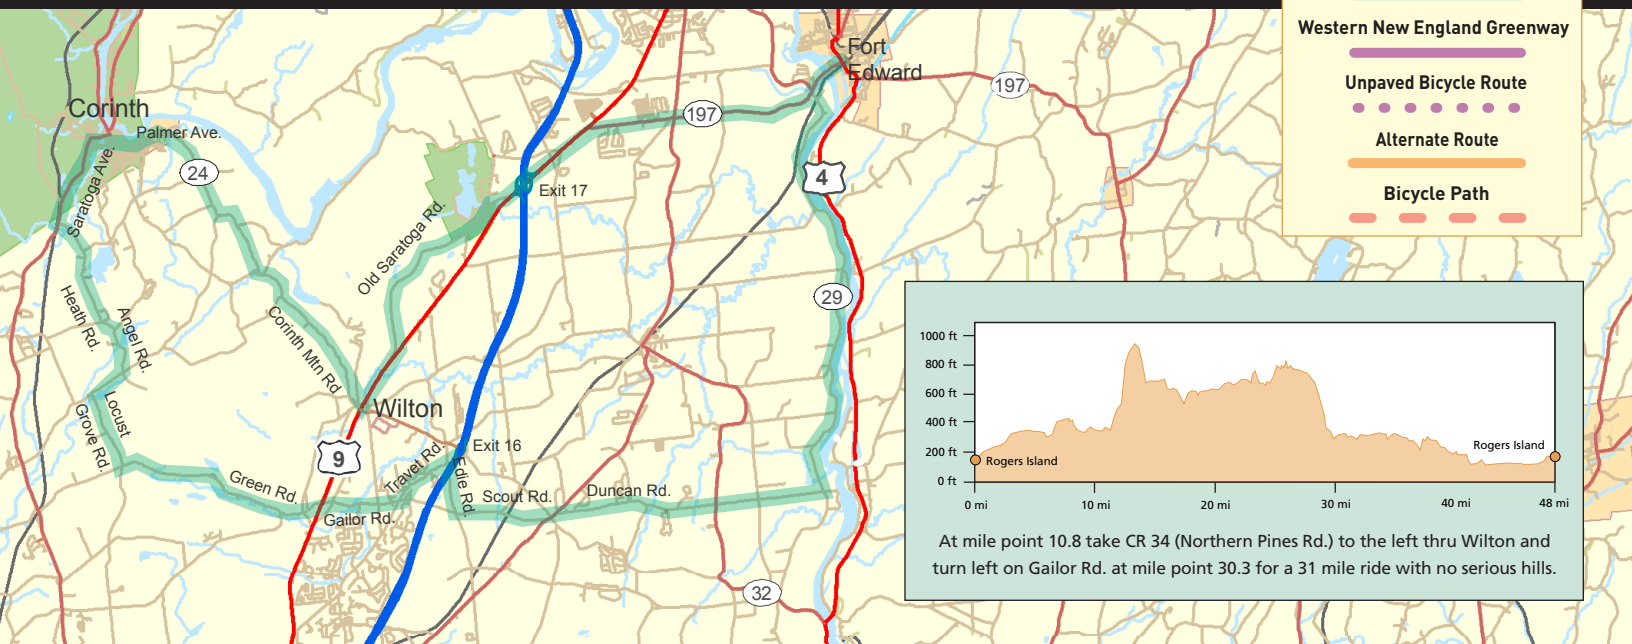 Western New England Greenway
Unpaved Bicycle Route
Alternate Route
Bicycle Path
Fort
Edward
197
197
Corinth
Palmer Ave.
24
Saratoga Ave.
Exit 17
4
Old Saratoga Rd.
29
Heath Rd.
Angel Rd.
Corinth Mtn Rd
Wilton
Locust
Grove Rd.
9
Exit 16
Travet Rd.
Edie Rd.
Green Rd.
Scout Rd.
Duncan Rd.
Gailor Rd.
32
1000 ft
800 ft
600 ft
400 ft
200 ft
0 ft
Rogers Island
Rogers Island
0 mi
10 mi
20 mi
30 mi
40 mi
48 mi
At mile point 10.8 take CR 34 (Northern Pines Rd.) to the left thru Wilton and
turn left on Gailor Rd. at mile point 30.3 for a 31 mile ride with no serious hills.